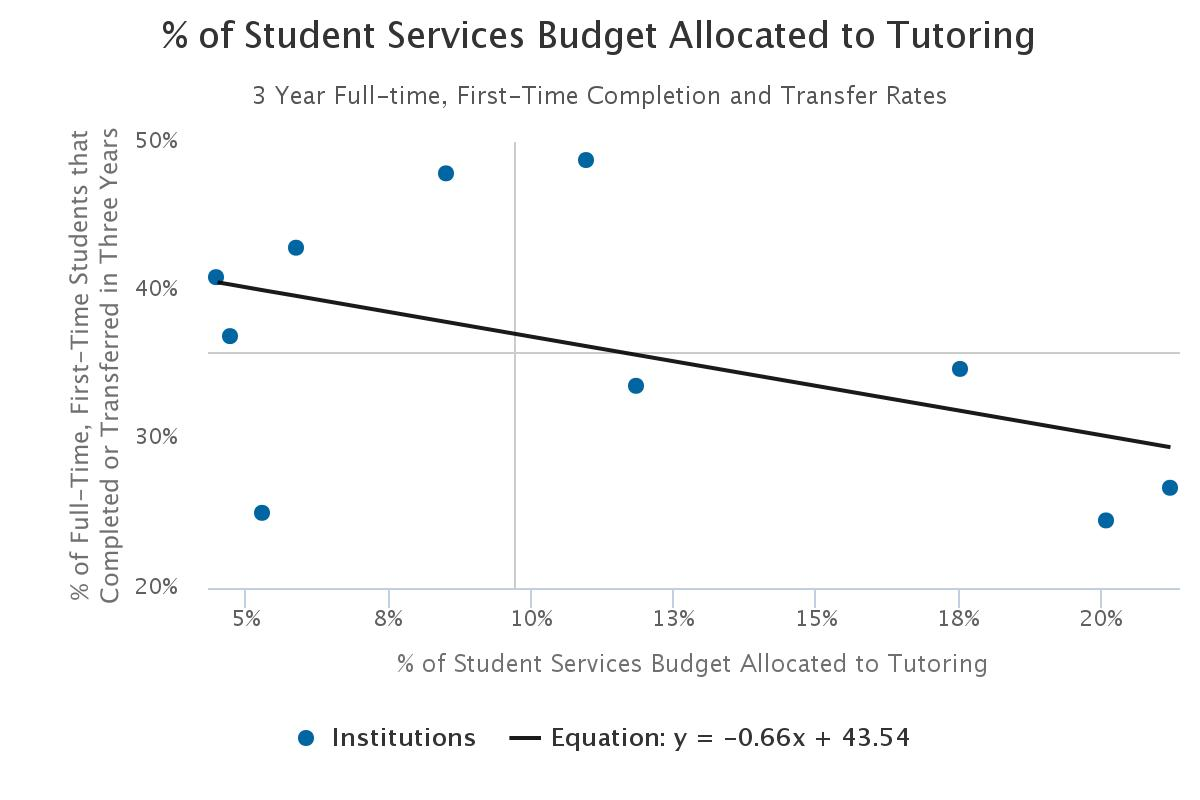 % of Student Services Budget Allocated to Tutoring
3 Year Full-time, First-Time Completion and Transfer Rates
% of Full-Time, First-Time Students that
Completed or Transferred in Three Years
50%
40%
30%
20%
5%
8%
10%
13%
15%
18%
20%
% of Student Services Budget Allocated to Tutoring
Institutions
Equation: y = -0.66x + 43.54